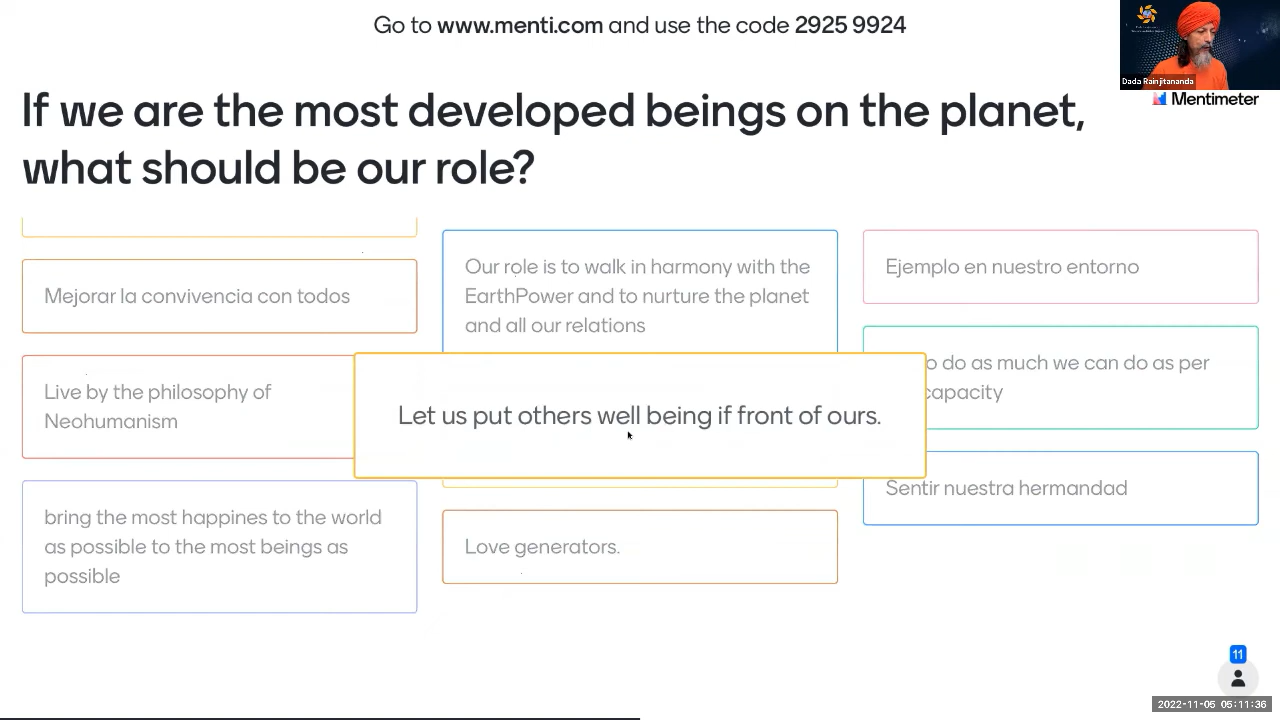 Go to www.menti.com and use the code 2925 9924
Dada Rainjitananda
Mentimeter
If we are the most developed beings on the planet,
what should be our role?
Mejorar la convivencia con todos
Live by the philosophy of
Neohumanism
bring the most happines to the world
as possible to the most beings as
possible
Our role is to walk in harmony with the
EarthPower and to nurture the planet
and all our relations
Let us put others well being if front of ours.
Love generators.
Ejemplo en nuestro entorno
do as much we can do as per
capacity
Sentir nuestra hermandad
11
2022-11-05 05:11:36